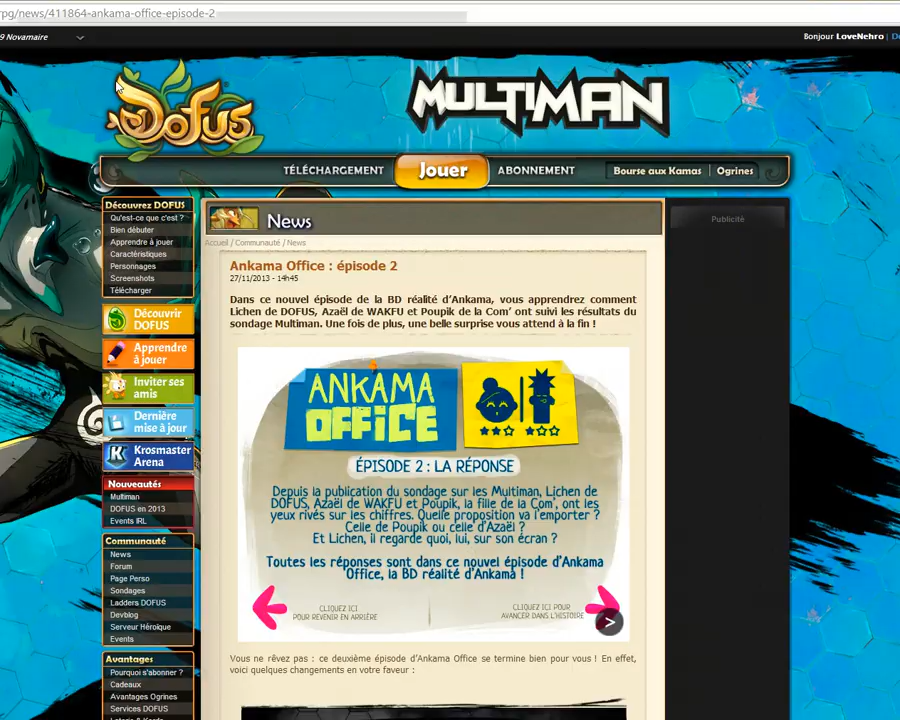 rpg/news/411864-ankama-office-episode-2
9 Novamaire
Bonjour LoveNehro |
DOFUS
MULTIMAN
TÉLÉCHARGEMENT Jouer ABONNEMENT Bourse aux Kamas | Ogrines
Découvrez DOFUS
Qu'est-ce que c'est ?
Bien débuter
Apprendre à jouer
Caractéristiques
Personnages
Screenshots
Télécharger
Découvrir
DOFUS
Apprendre
à jouer
Inviter ses
amis
Dernière
mise à jour
Krosmaster
Arena
Nouveautés
Multiman
DOFUS en 2013
Events IRL
Communauté
News
Forum
Page Perso
Sondages
Ladders DOFUS
Devblog
Serveur Héroïque
Events
Avantages
Pourquoi s'abonner ?
Cadeaux
Avantages Ogrines
Services DOFUS
News
Accueil / Communauté / News
Ankama Office : épisode 2
27/11/2013 - 14h45
Dans ce nouvel épisode de la BD réalité d'Ankama, vous apprendrez comment
Lichen de DOFUS, Azaël de WAKFU et Poupik de la Com' ont suivi les résultats du
sondage Multiman. Une fois de plus, une belle surprise vous attend à la fin !
ANKAMA
OFFICE
ÉPISODE 2 : LA RÉPONSE
Depuis la publication du sondage sur les Multiman, Lichen de
DOFUS, Azaël de WAKFU et Poupik, la fille de la Com', ont les
yeux rivés sur les chiffres. Quelle proposition va l'emporter ?
Celle de Poupik ou celle d'Azaël ?
Et Lichen, il regarde quoi, lui, sur son écran ?
Toutes les réponses sont dans ce nouvel épisode d'Ankama
Office, la BD réalité d'Ankama !
CLIQUEZ ICI
POUR REVENIR EN ARRIÈRE
CLIQUEZ ICI POUR
AVANCER DANS L'HISTOIRE
>
Vous ne rêvez pas : ce deuxième épisode d'Ankama Office se termine bien pour vous ! En effet,
voici quelques changements en votre faveur :
Publicité